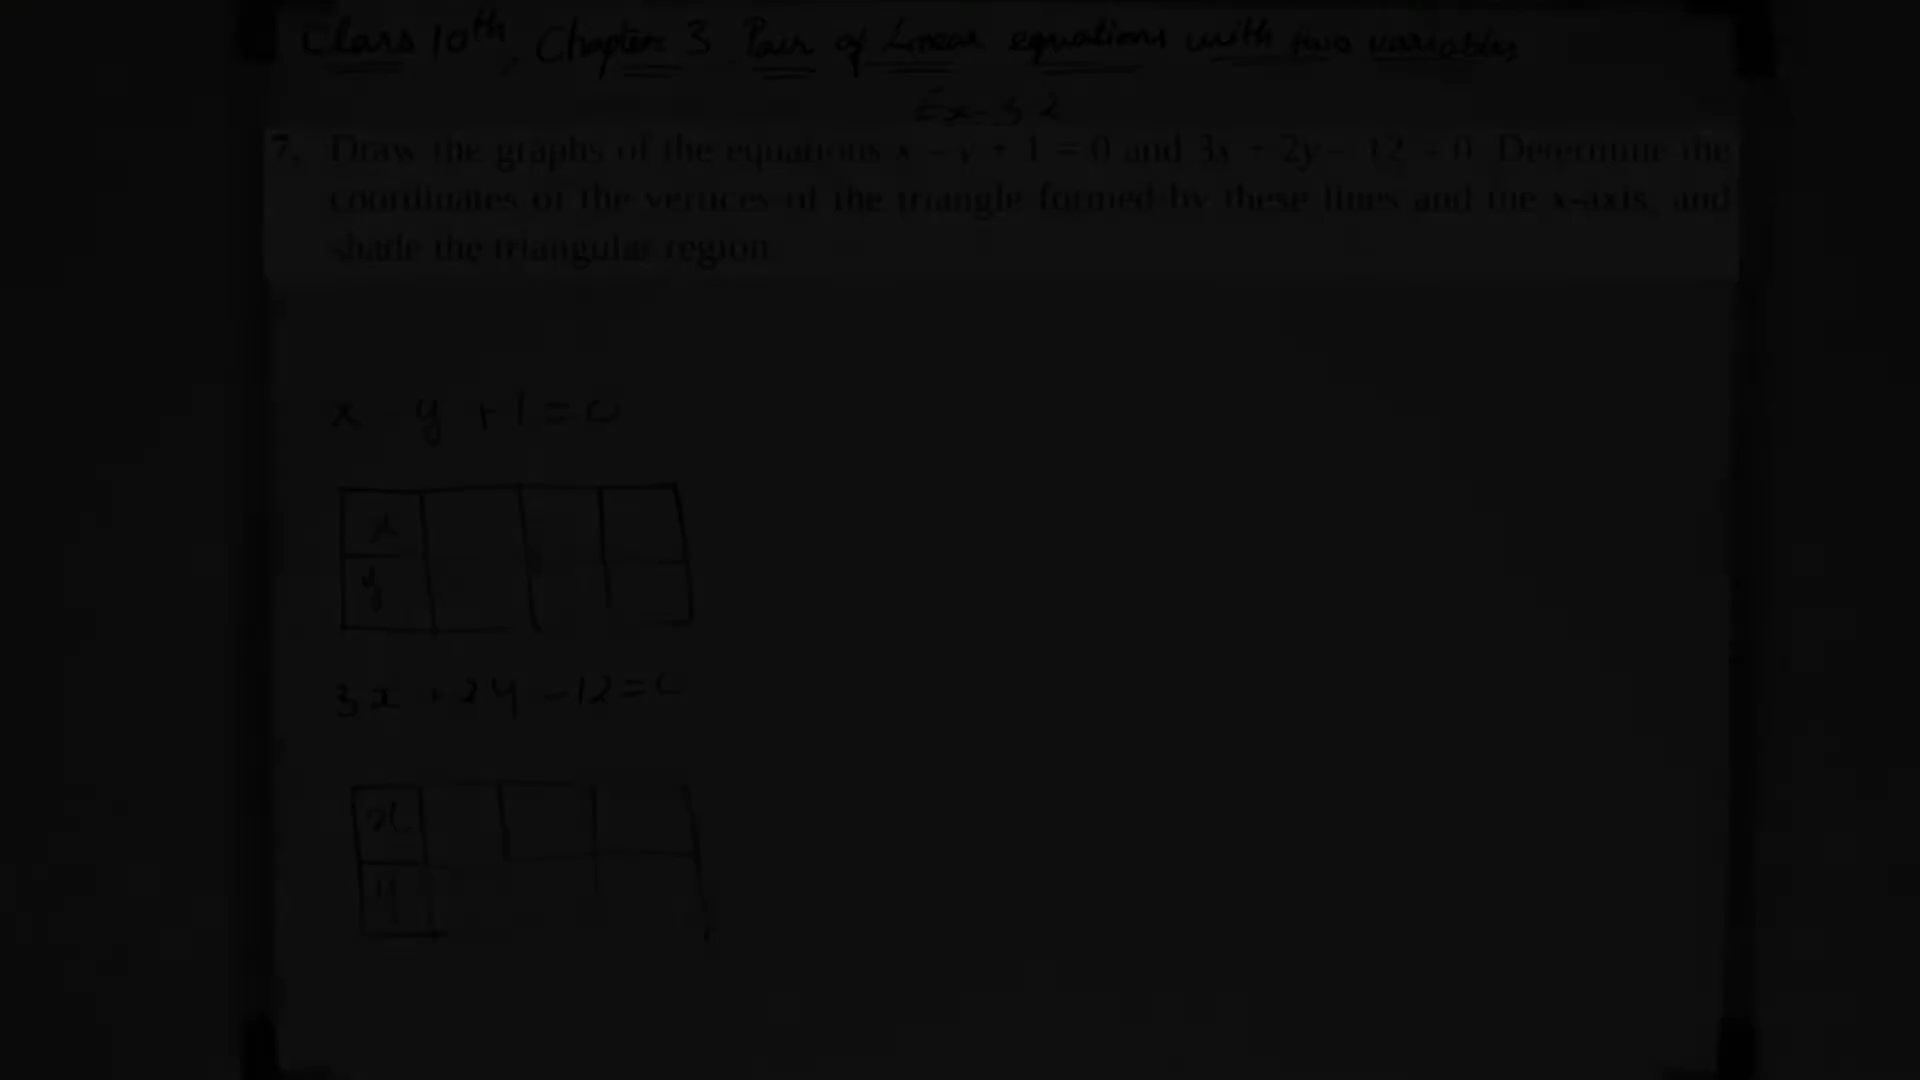 Class 10th, Chapter 3 Pair of Linear equations with two variables
Ex-3.2
7. Draw the graphs of the equations x – y + 1 = 0 and 3x + 2y – 12 = 0. Determine the
coordinates of the vertices of the triangle formed by these lines and the x-axis, and
shade the triangular region.
x - y + 1 = 0
x
y
3x + 2y - 12 = 0
x
y